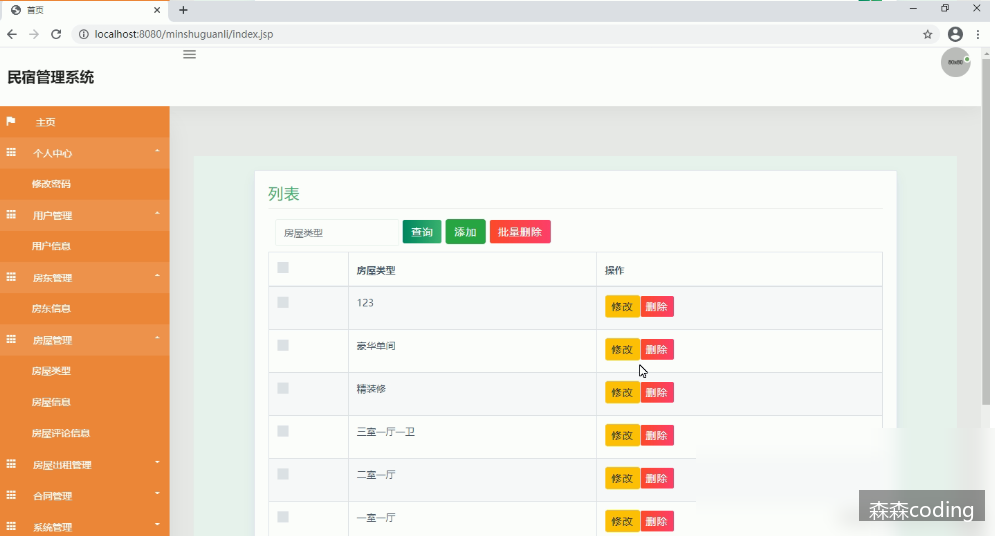 首页
localhost:8080/minshuguanli/index.jsp
民宿管理系统
80x80
主页
个人中心
修改密码
用户管理
用户信息
房东管理
房东信息
房屋管理
房屋类型
房屋信息
房屋评论信息
房屋出租管理
合同管理
系统管理
列表
房屋类型 查询 添加 批量删除
房屋类型 操作
123 修改 删除
豪华单间 修改 删除
精装修 修改 删除
三室一厅一卫 修改 删除
二室一厅 修改 删除
一室一厅 修改 删除
森森coding